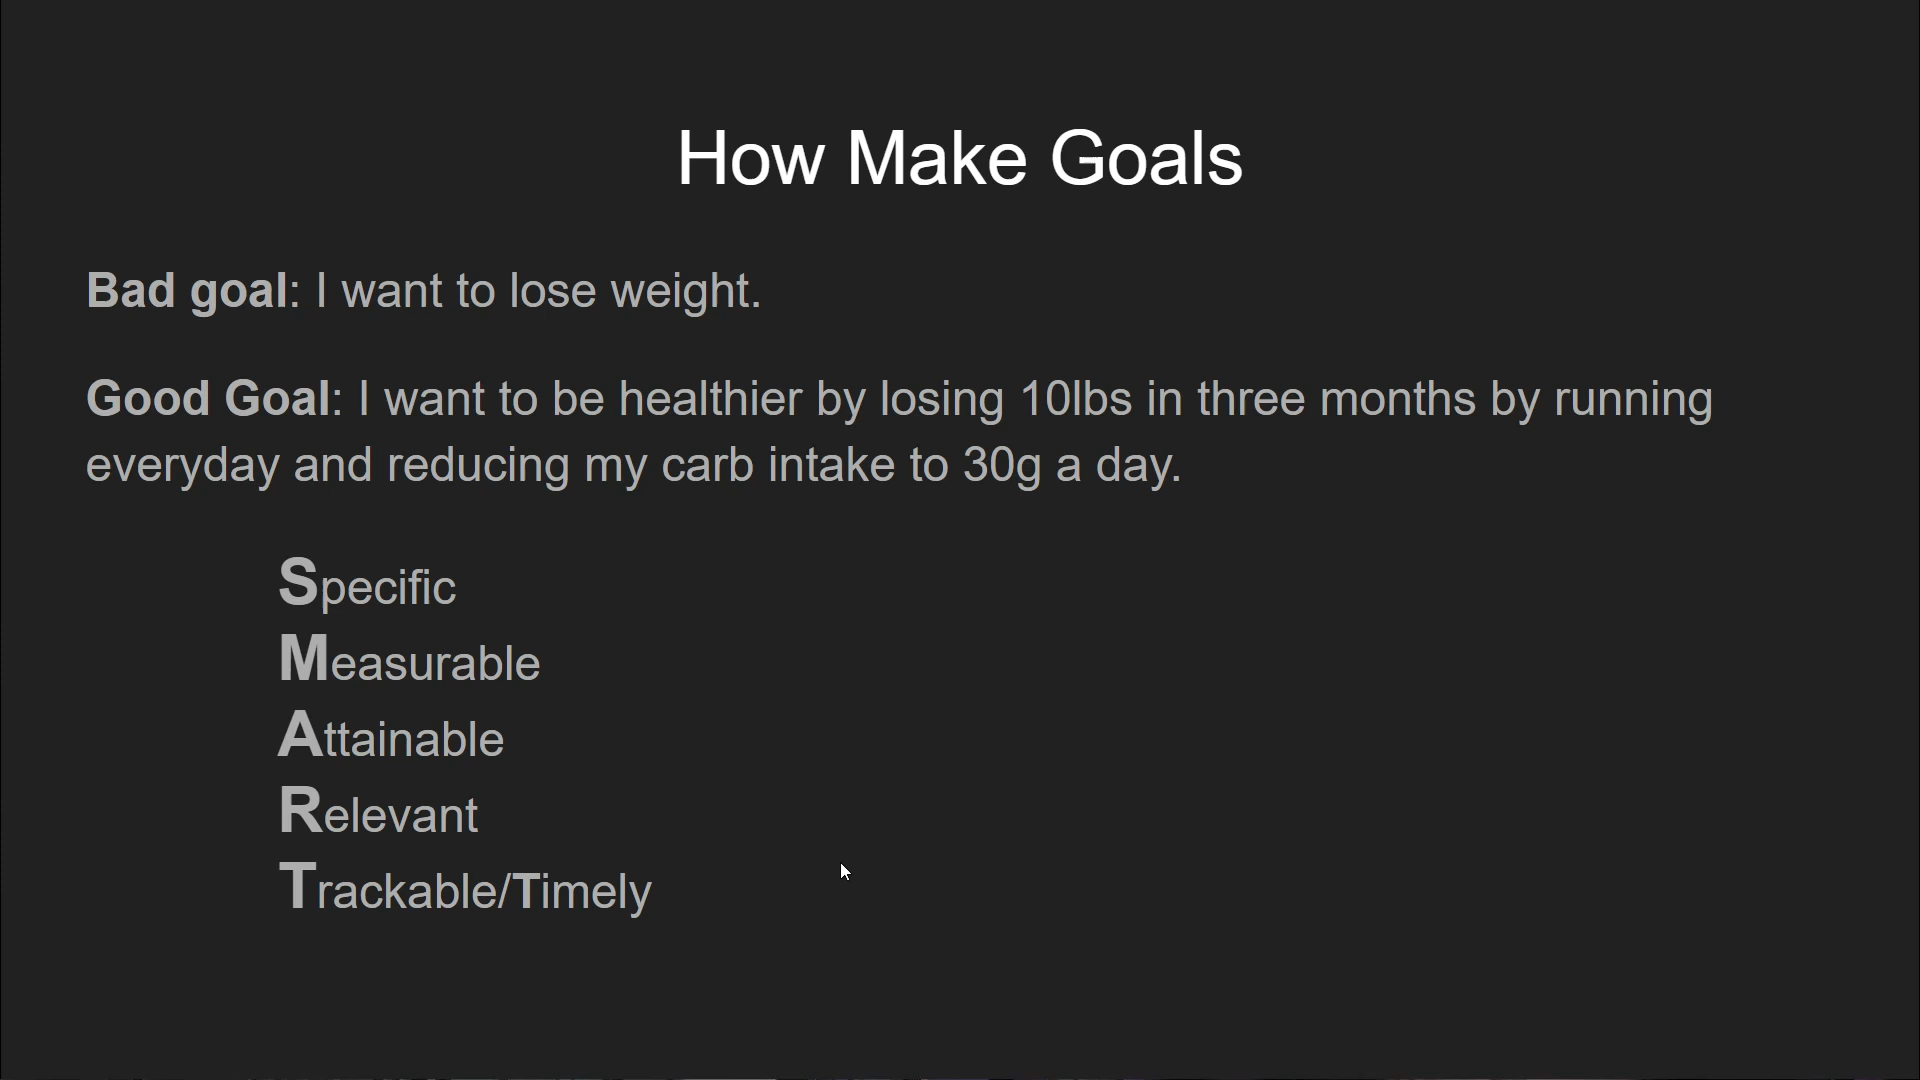 How Make Goals
Bad goal: I want to lose weight.
Good Goal: I want to be healthier by losing 10lbs in three months by running
everyday and reducing my carb intake to 30g a day.
Specific
Measurable
Attainable
Relevant
Trackable/Timely